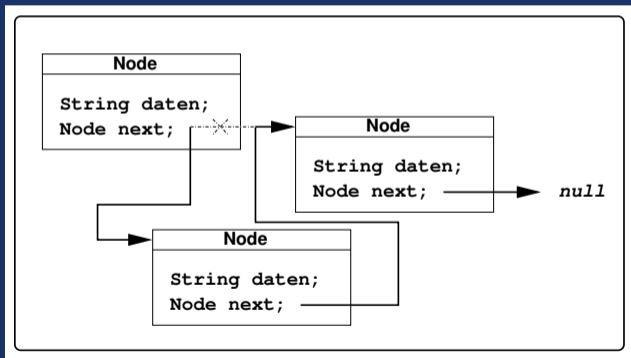 Node
String daten;
Node next;
Node
String daten;
Node next;
null
Node
String daten;
Node next;